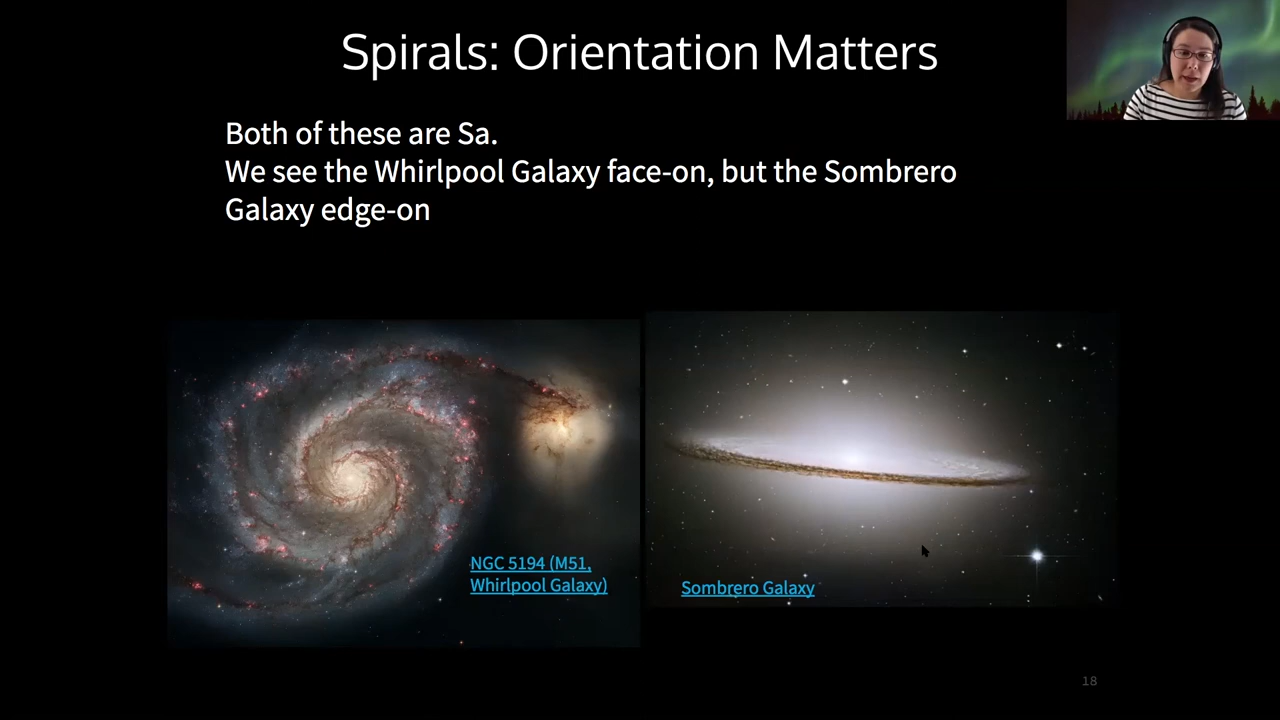 Spirals: Orientation Matters
Both of these are Sa.
We see the Whirlpool Galaxy face-on, but the Sombrero
Galaxy edge-on
NGC 5194 (M51,
Whirlpool Galaxy)
Sombrero Galaxy
18